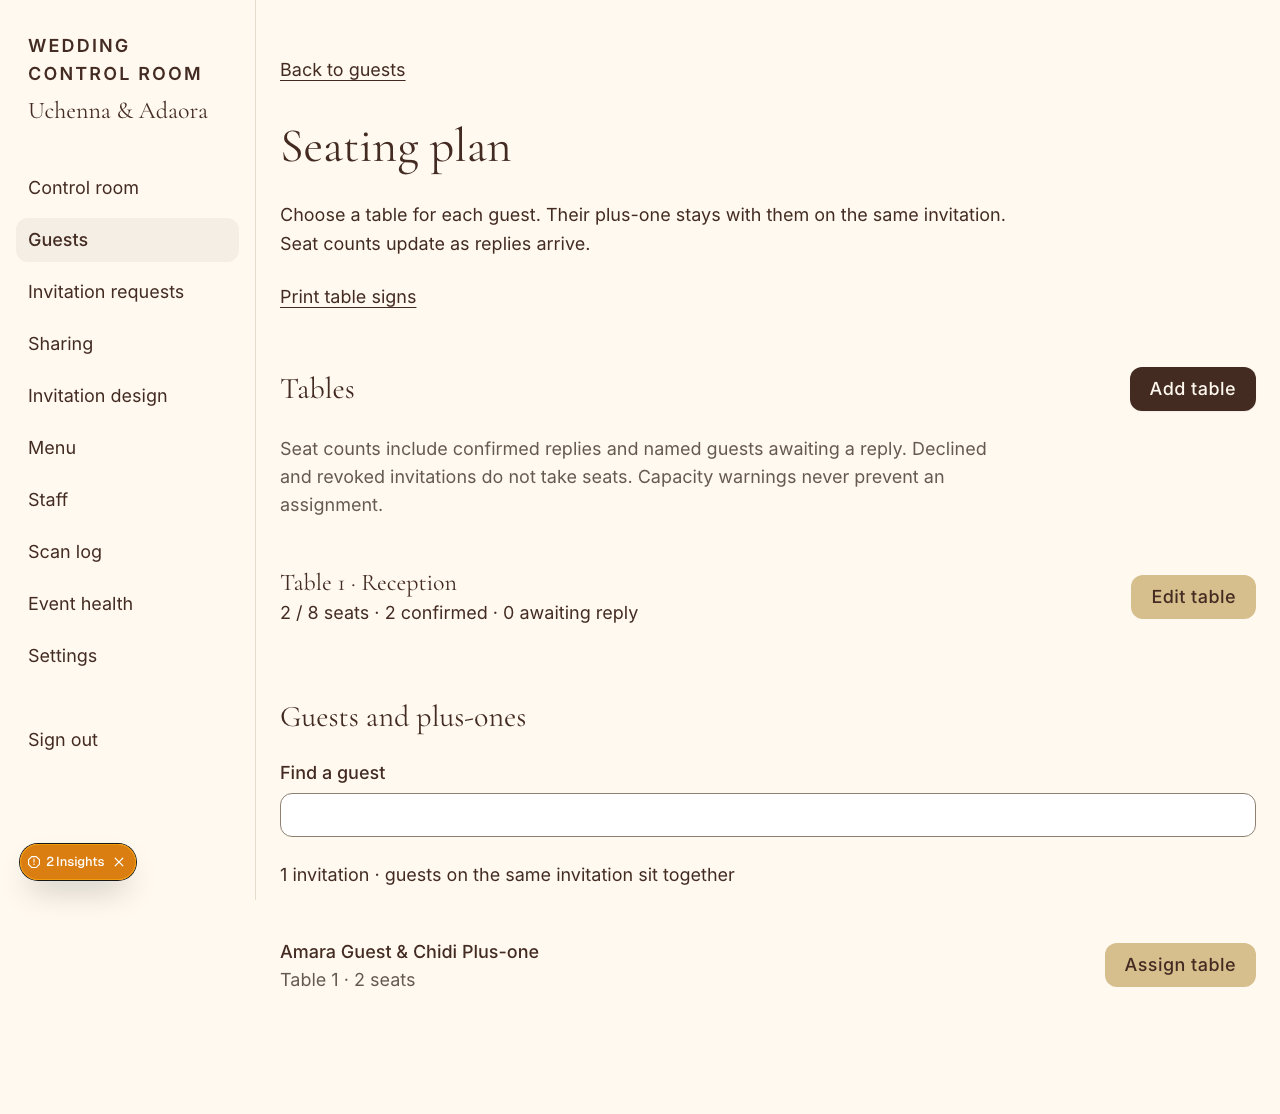 WEDDING
CONTROL ROOM
Uchenna & Adaora
Control room
Guests
Invitation requests
Sharing
Invitation design
Menu
Staff
Scan log
Event health
Settings
Sign out
2 Insights
Back to guests
Seating plan
Choose a table for each guest. Their plus-one stays with them on the same invitation.
Seat counts update as replies arrive.
Print table signs
Tables
Add table
Seat counts include confirmed replies and named guests awaiting a reply. Declined
and revoked invitations do not take seats. Capacity warnings never prevent an
assignment.
Table 1 · Reception
2 / 8 seats · 2 confirmed · 0 awaiting reply
Edit table
Guests and plus-ones
Find a guest
1 invitation · guests on the same invitation sit together
Amara Guest & Chidi Plus-one
Table 1 · 2 seats
Assign table